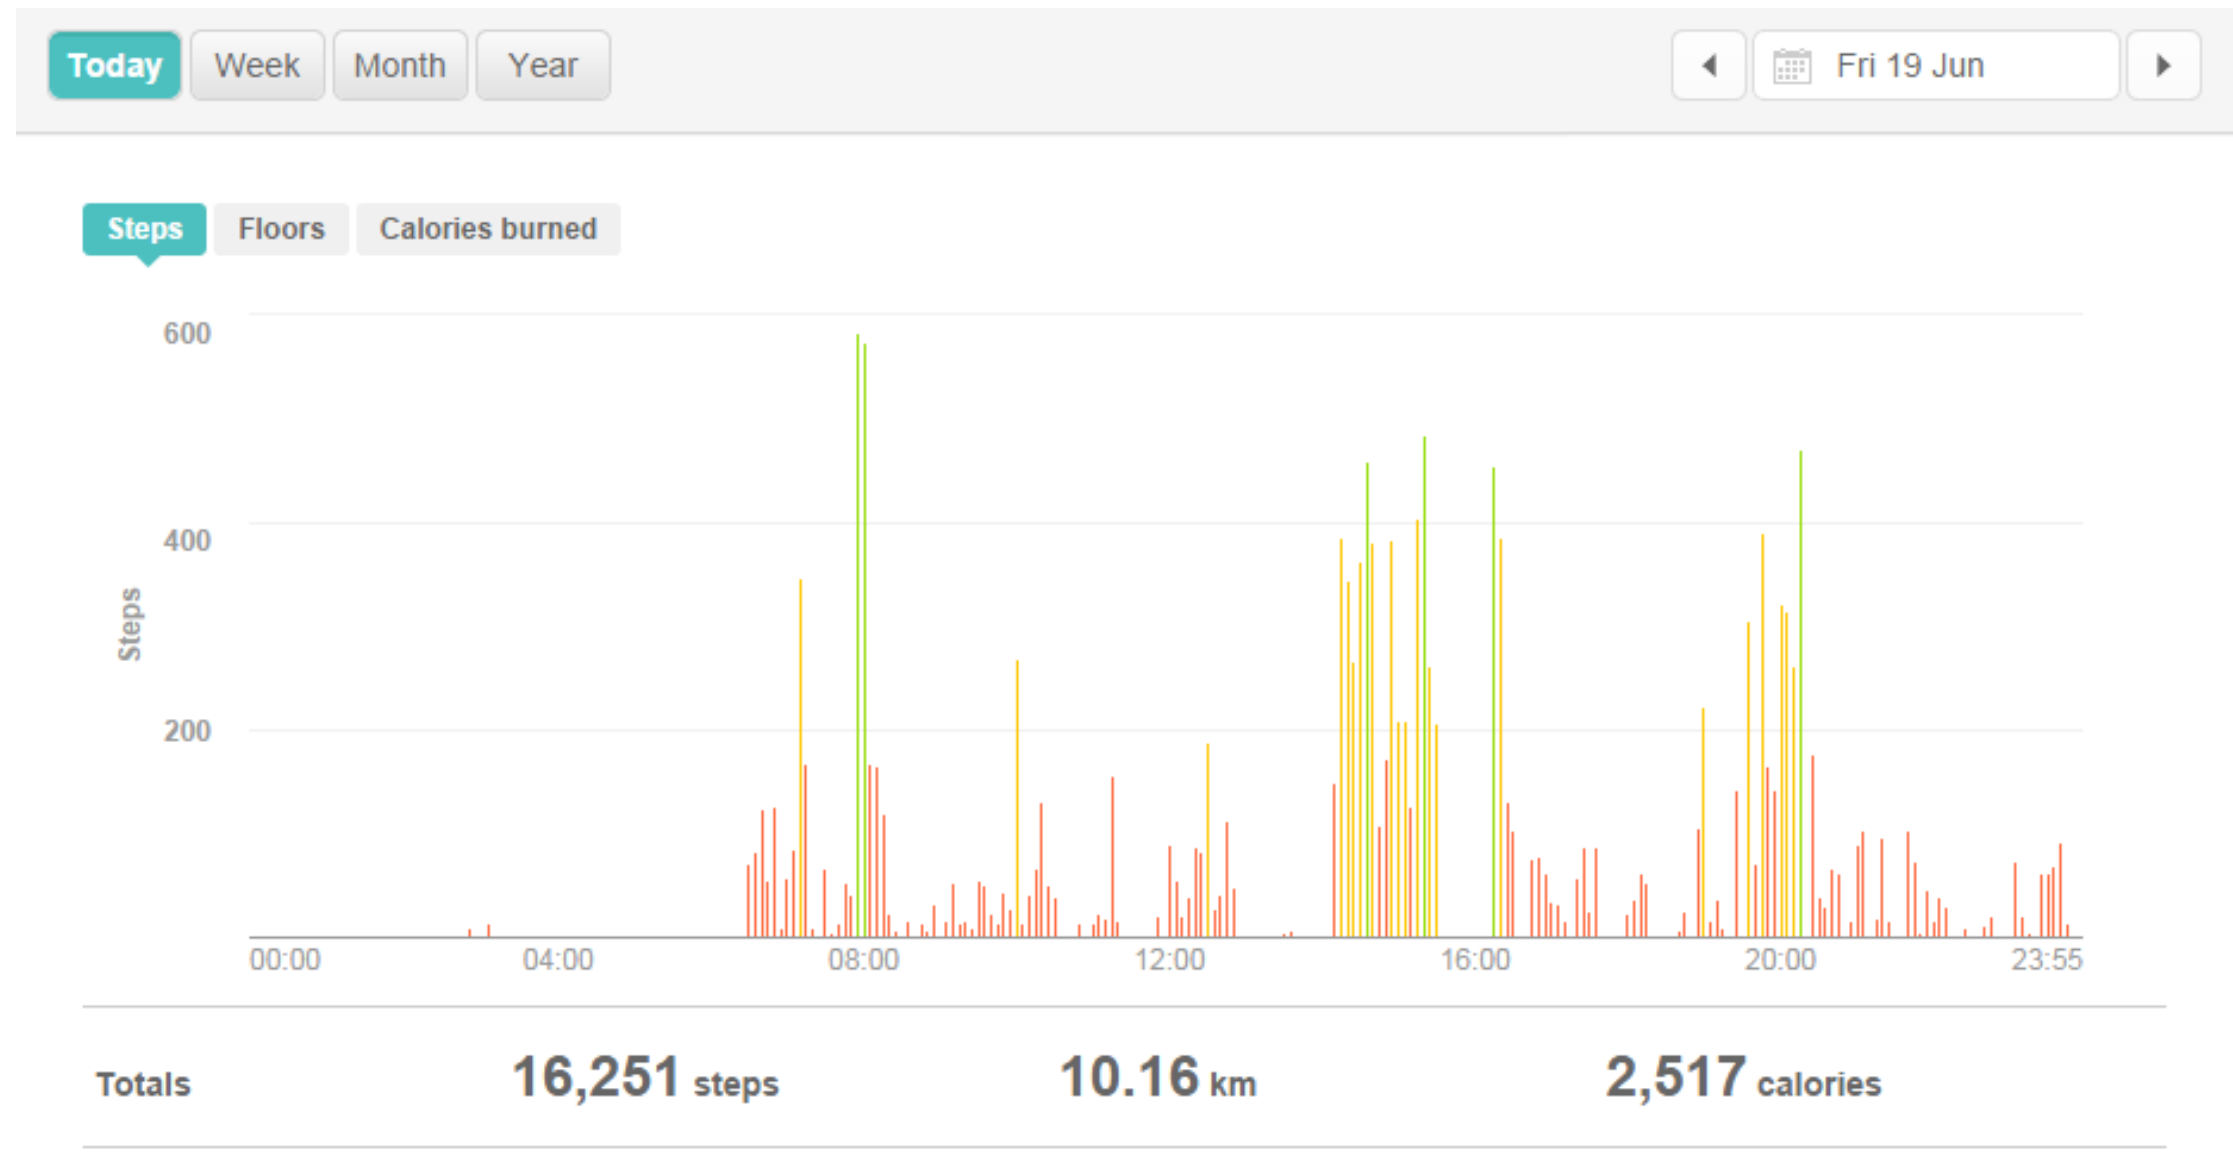 Today Week Month Year Fri 19 Jun
Steps Floors Calories burned
600
400
200
Steps
00:00 04:00 08:00 12:00 16:00 20:00 23:55
Totals 16,251 steps 10.16 km 2,517 calories